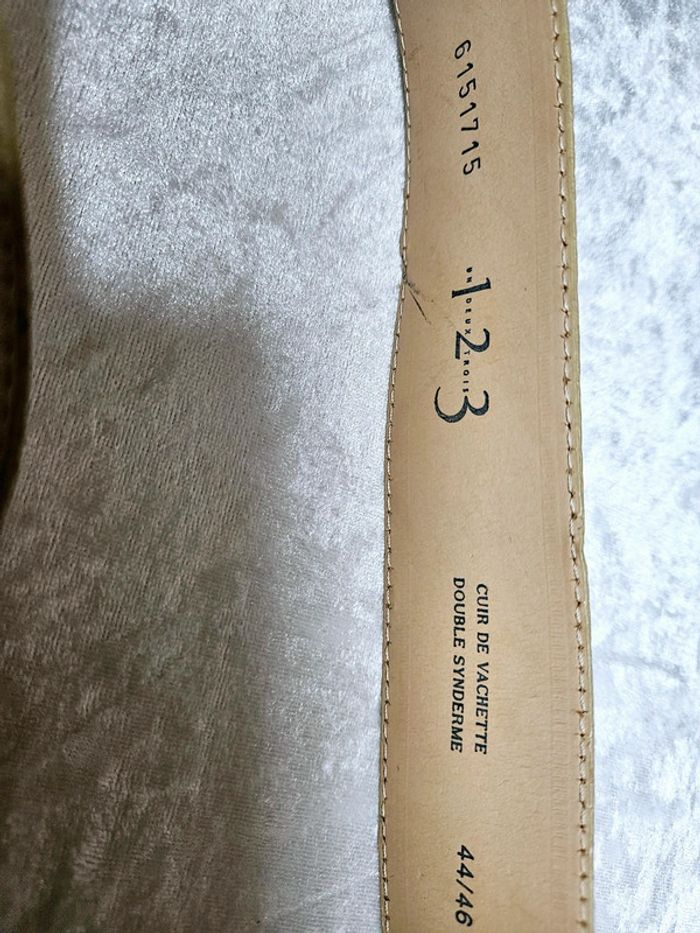 6151715
1 2 3
UN DEUX TROIS
CUIR DE VACHETTE
DOUBLE SYNDERME
44/46